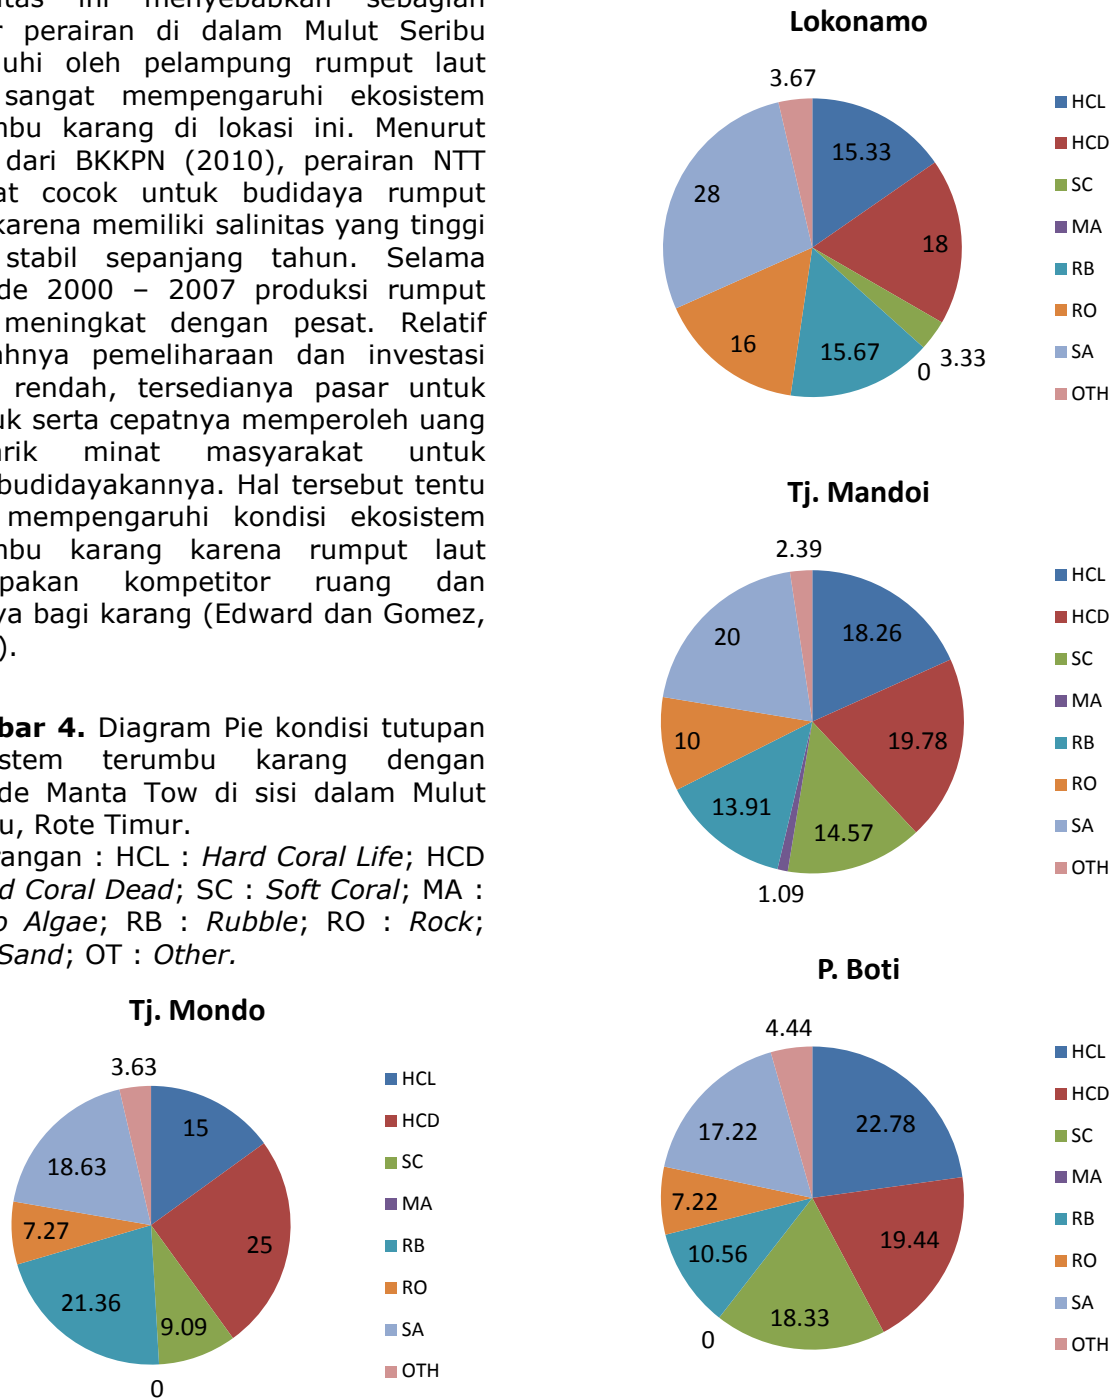 ini menyebabkan sebagian
perairan di dalam Mulut Seribu
oleh pelampung rumput laut
sangat mempengaruhi ekosistem
karang di lokasi ini. Menurut
dari BKKPN (2010), perairan NTT
cocok untuk budidaya rumput
karena memiliki salinitas yang tinggi
stabil sepanjang tahun. Selama
2000 – 2007 produksi rumput
meningkat dengan pesat. Relatif
pemeliharaan dan investasi
rendah, tersedianya pasar untuk
serta cepatnya memperoleh uang
minat masyarakat untuk
budidayakannya. Hal tersebut tentu
mempengaruhi kondisi ekosistem
karang karena rumput laut
kompetitor ruang dan
bagi karang (Edward dan Gomez,
).
bar 4. Diagram Pie kondisi tutupan
stem terumbu karang dengan
de Manta Tow di sisi dalam Mulut
u, Rote Timur.
rangan : HCL : Hard Coral Life; HCD
d Coral Dead; SC : Soft Coral; MA :
o Algae; RB : Rubble; RO : Rock;
Sand; OT : Other.
Tj. Mondo
3.63
15
25
9.09
0
21.36
7.27
18.63
HCL
HCD
SC
MA
RB
RO
SA
OTH
Lokonamo
3.67
15.33
18
3.33
0
15.67
16
28
HCL
HCD
SC
MA
RB
RO
SA
OTH
Tj. Mandoi
2.39
18.26
19.78
14.57
1.09
13.91
10
20
HCL
HCD
SC
MA
RB
RO
SA
OTH
P. Boti
4.44
22.78
19.44
18.33
0
10.56
7.22
17.22
HCL
HCD
SC
MA
RB
RO
SA
OTH